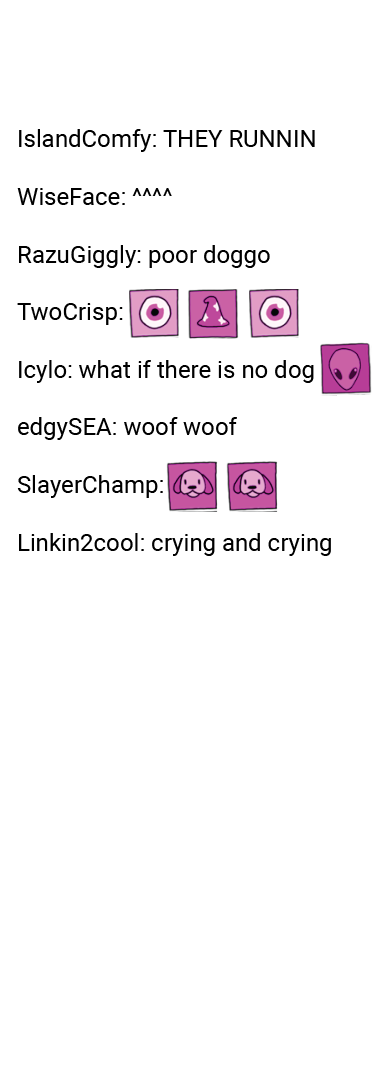 IslandComfy: THEY RUNNIN
WiseFace: ^^^^
RazuGiggly: poor doggo
TwoCrisp:
Icylo: what if there is no dog
edgySEA: woof woof
SlayerChamp:
Linkin2cool: crying and crying